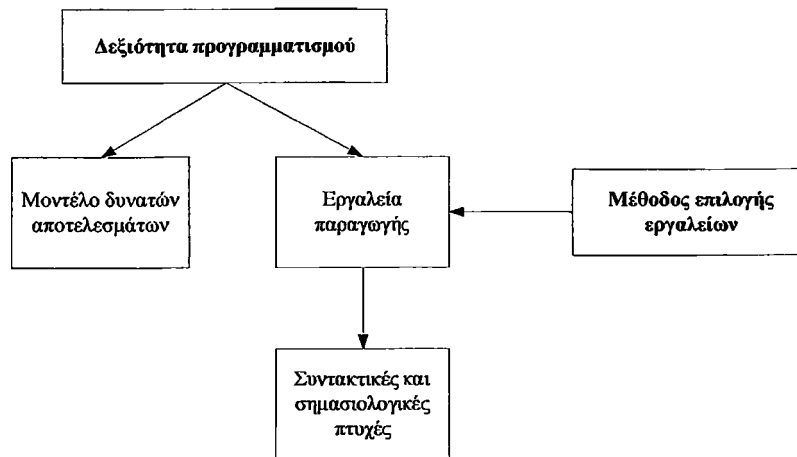 Δεξιότητα προγραμματισμού
Μοντέλο δυνατών
αποτελεσμάτων
Εργαλεία
παραγωγής
Μέθοδος επιλογής
εργαλείων
Συντακτικές και
σημασιολογικές
πτυχές